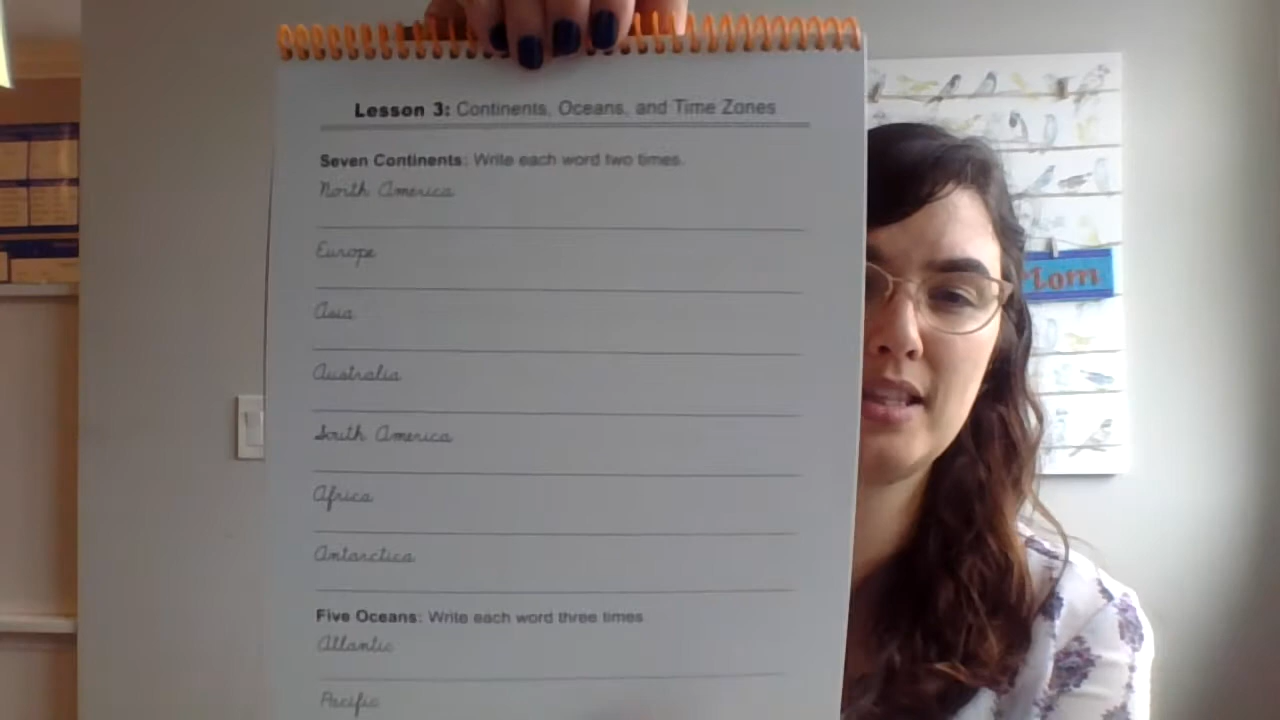 Lesson 3: Continents, Oceans, and Time Zones
Seven Continents: Write each word two times.
North America
Europe
Asia
Australia
South America
Africa
Antarctica
Five Oceans: Write each word three times.
Atlantic
Pacific
Mom